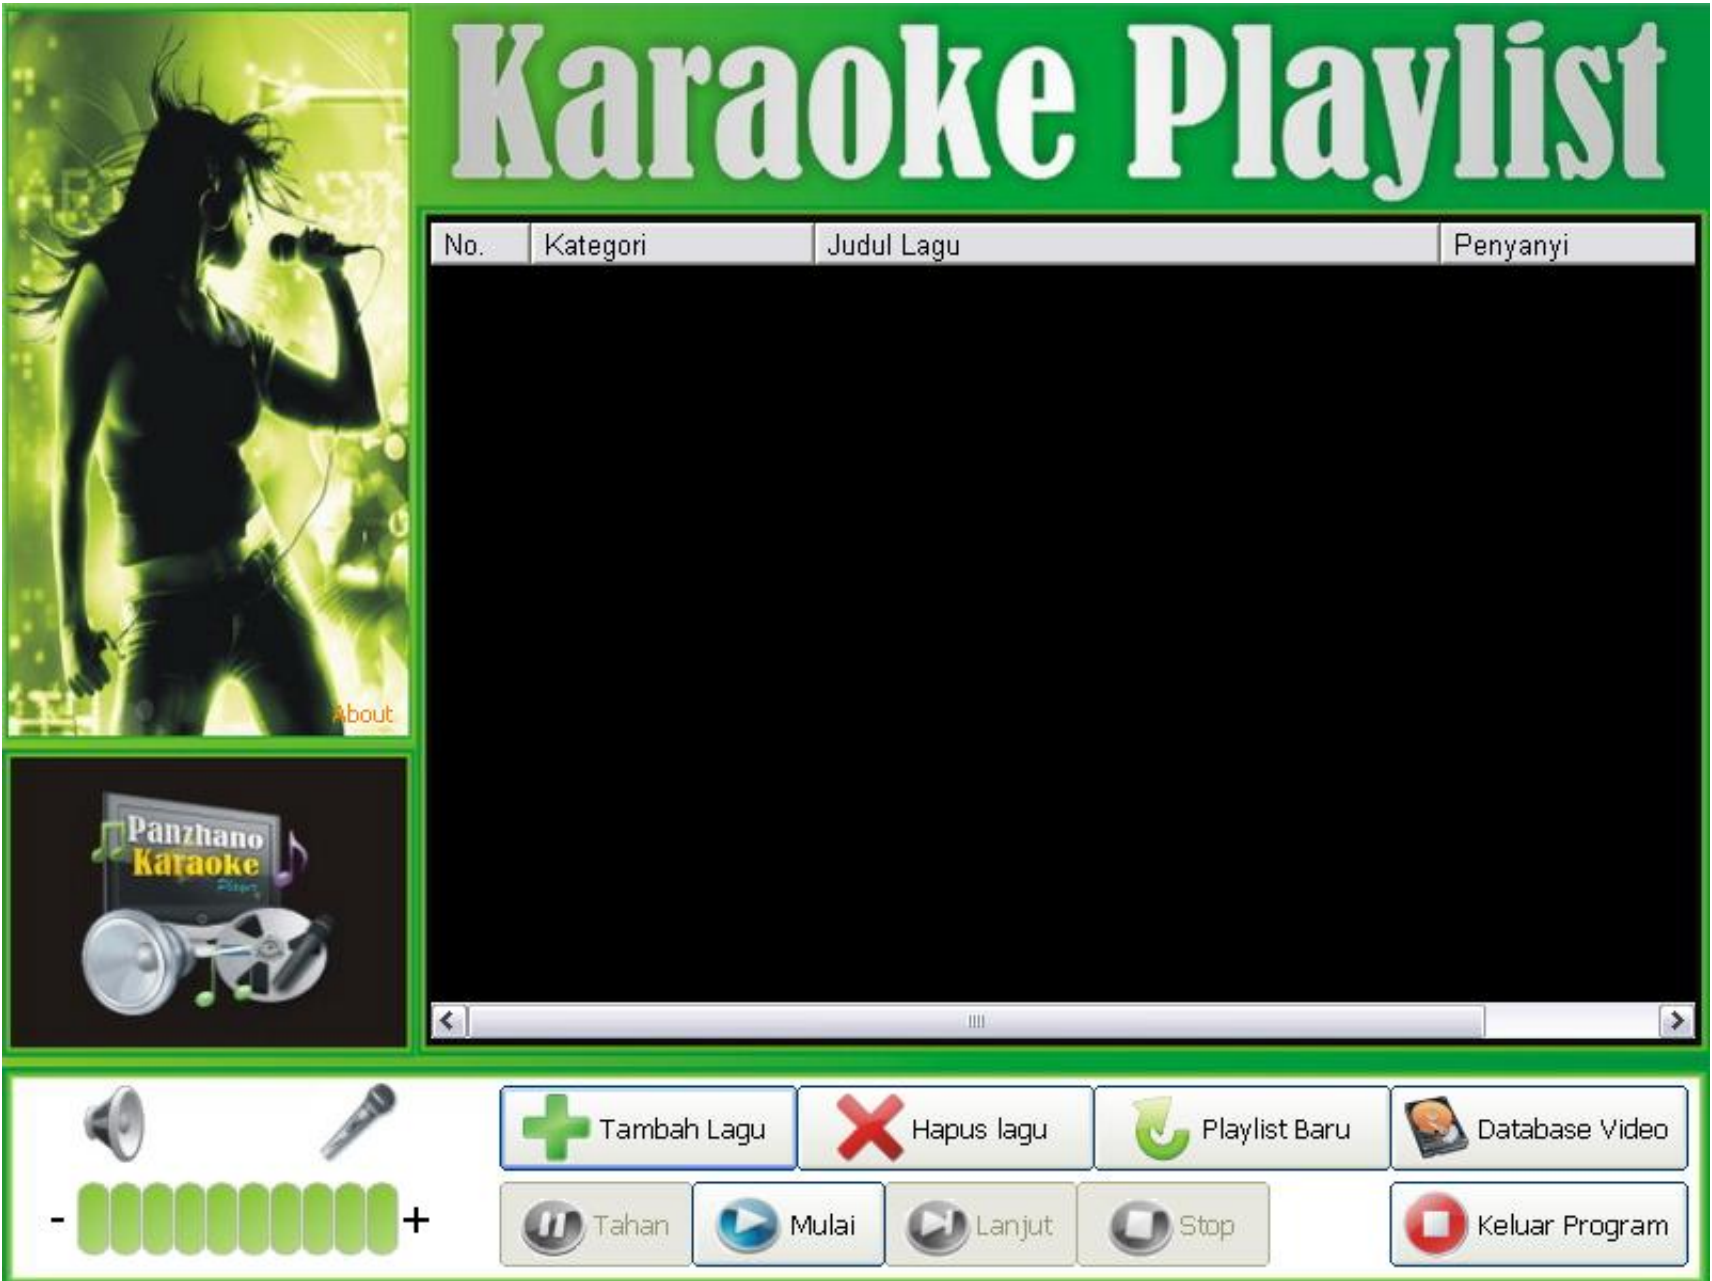 Karaoke Playlist
No. Kategori Judul Lagu Penyanyi
About
Panzhano
Karaoke
Player
Tambah Lagu Hapus lagu Playlist Baru Database Video
- +
Tahan Mulai Lanjut Stop Keluar Program